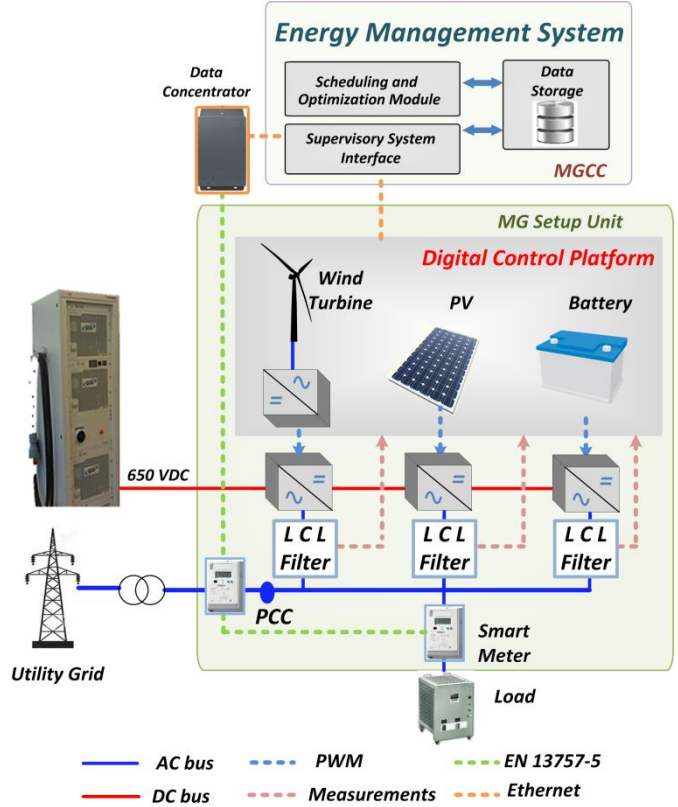 Energy Management System
Data
Concentrator
Scheduling and
Optimization Module
Data
Storage
Supervisory System
Interface
MGCC
MG Setup Unit
Digital Control Platform
Wind
Turbine
PV
Battery
=
650 VDC
=
=
=
L C L
Filter
L C L
Filter
L C L
Filter
PCC
Utility Grid
Smart
Meter
Load
AC bus
PWM
EN 13757-5
DC bus
Measurements
Ethernet